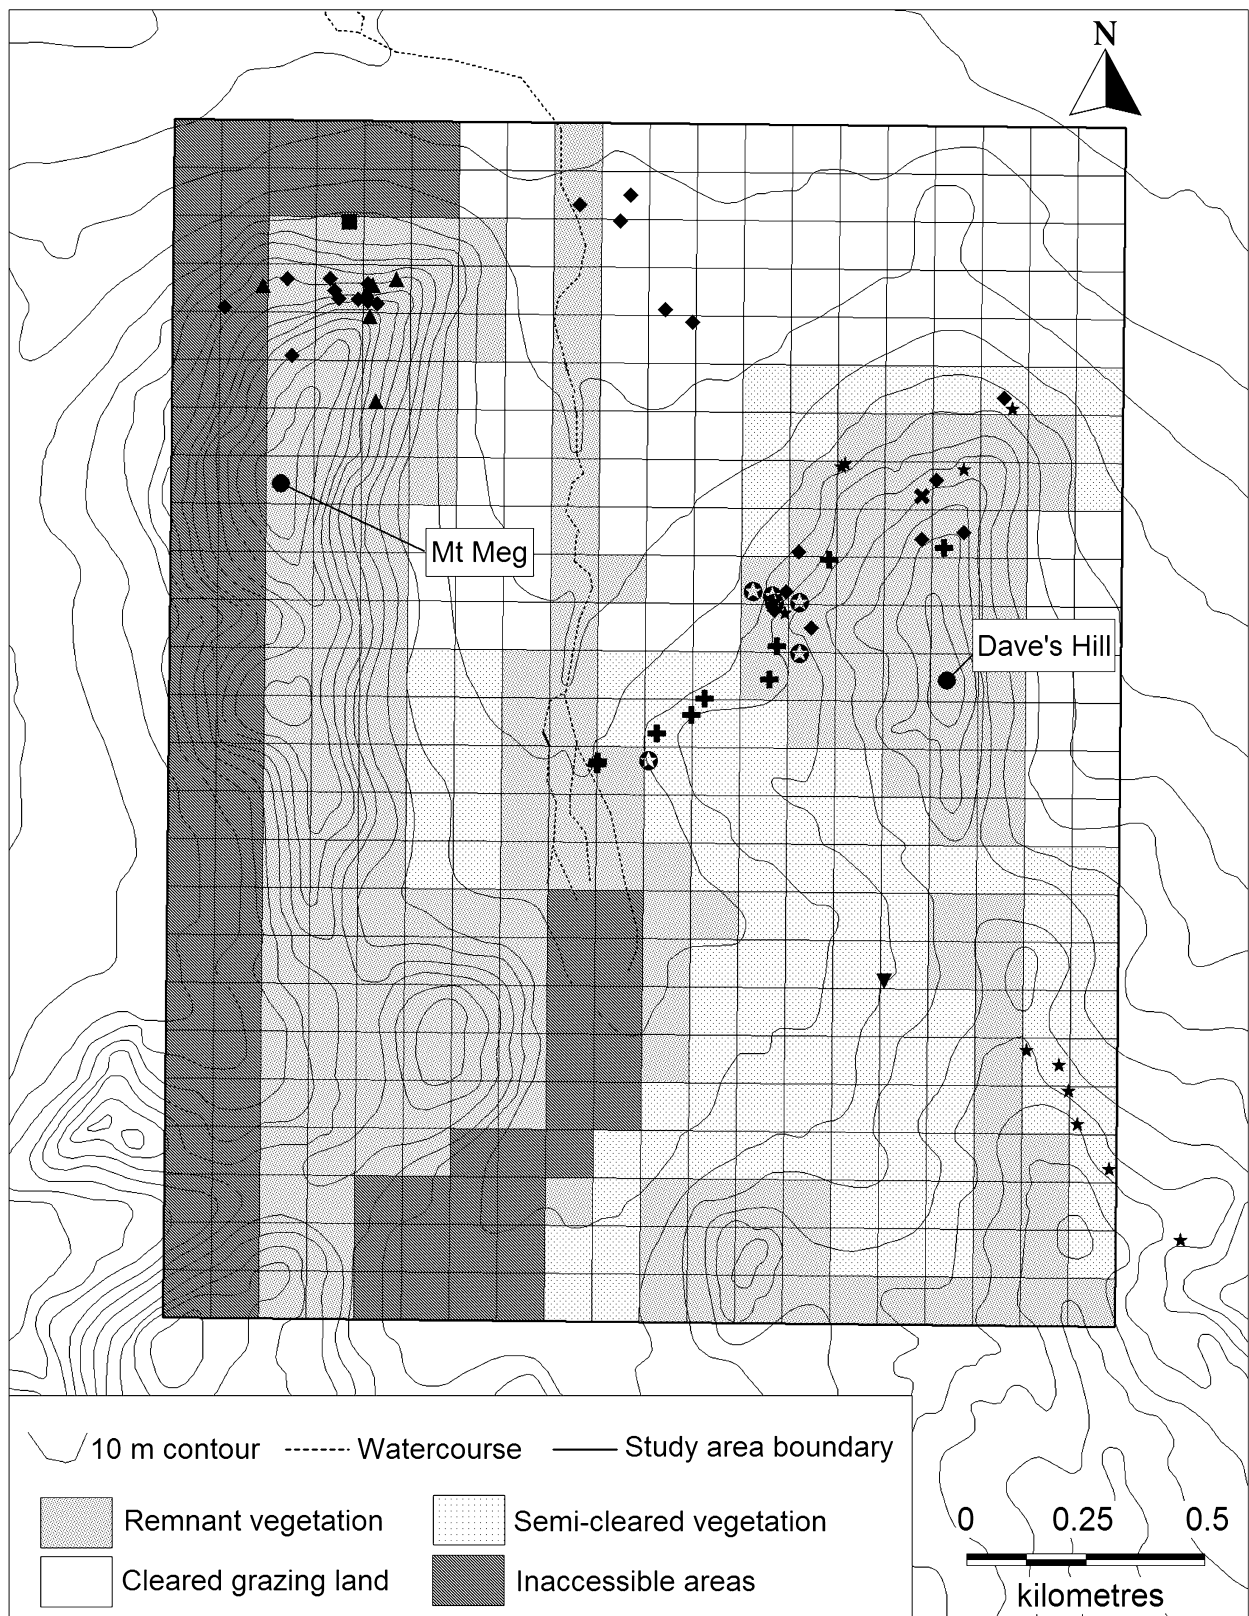 N
Mt Meg
Dave's Hill
10 m contour
Watercourse
Study area boundary
Remnant vegetation
Semi-cleared vegetation
Cleared grazing land
Inaccessible areas
0 0.25 0.5
kilometres